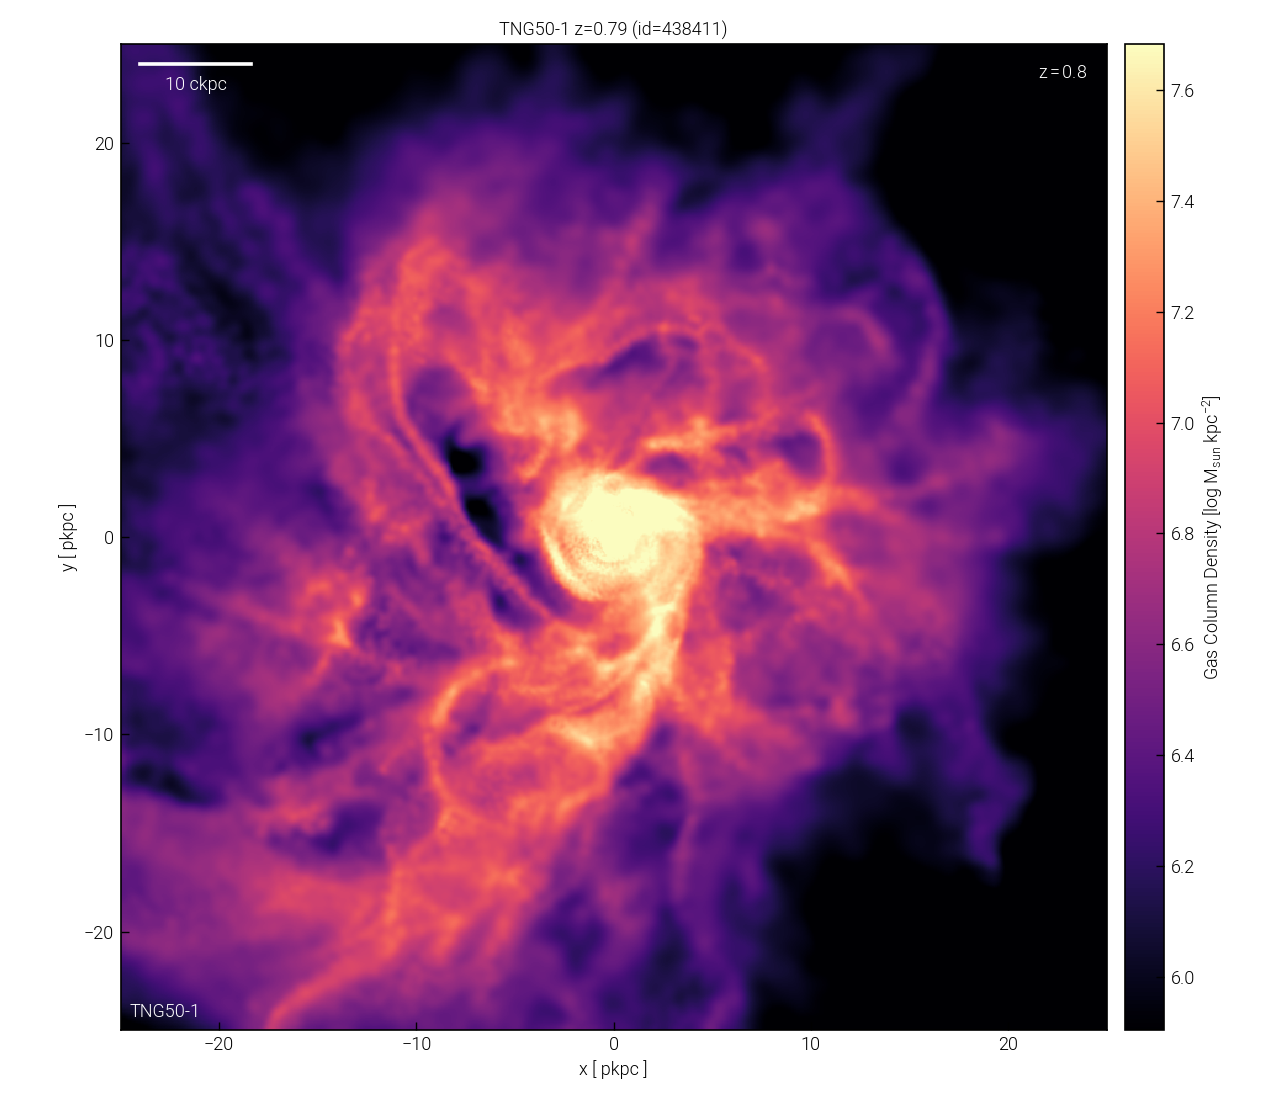 TNG50-1 z=0.79 (id=438411)
10 ckpc
z=0.8
20
10
0
−10
−20
y [ pkpc ]
TNG50-1
−20
−10
0
10
20
x [ pkpc ]
7.6
7.4
7.2
7.0
6.8
6.6
6.4
6.2
6.0
Gas Column Density [log M_sun kpc⁻²]